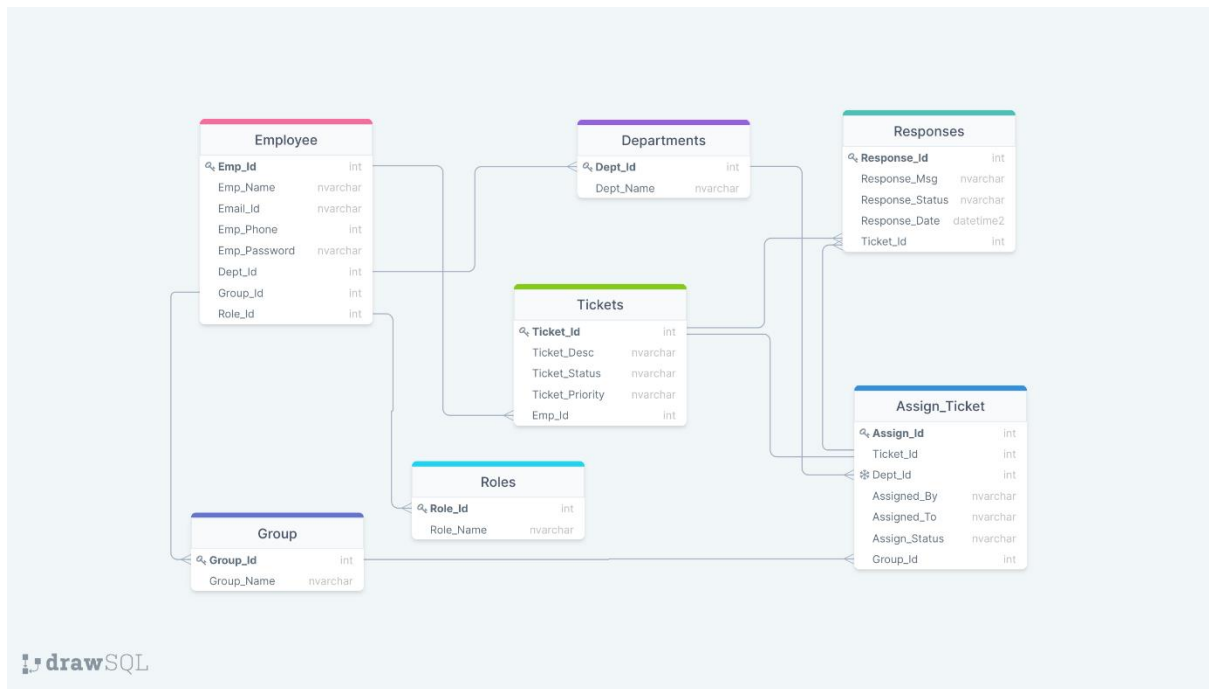 Employee
Emp_Id int
Emp_Name nvarchar
Email_Id nvarchar
Emp_Phone int
Emp_Password nvarchar
Dept_Id int
Group_Id int
Role_Id int
Departments
Dept_Id int
Dept_Name nvarchar
Responses
Response_Id int
Response_Msg nvarchar
Response_Status nvarchar
Response_Date datetime2
Ticket_Id int
Tickets
Ticket_Id int
Ticket_Desc nvarchar
Ticket_Status nvarchar
Ticket_Priority nvarchar
Emp_Id int
Assign_Ticket
Assign_Id int
Ticket_Id int
Dept_Id int
Assigned_By nvarchar
Assigned_To nvarchar
Assign_Status nvarchar
Group_Id int
Roles
Role_Id int
Role_Name nvarchar
Group
Group_Id int
Group_Name nvarchar
drawSQL